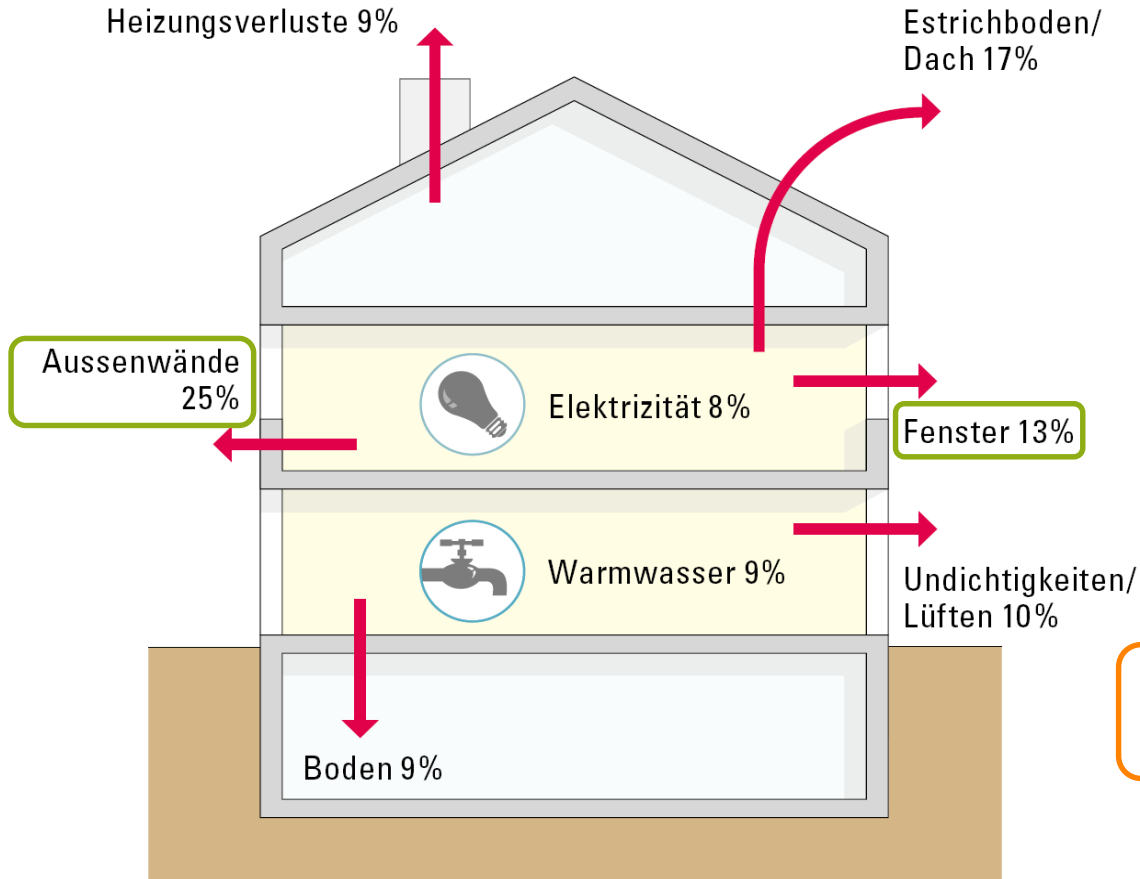 Heizungsverluste 9%
Estrichboden/
Dach 17%
Aussenwände
25%
Elektrizität 8%
Fenster 13%
Warmwasser 9%
Undichtigkeiten/
Lüften 10%
Boden 9%